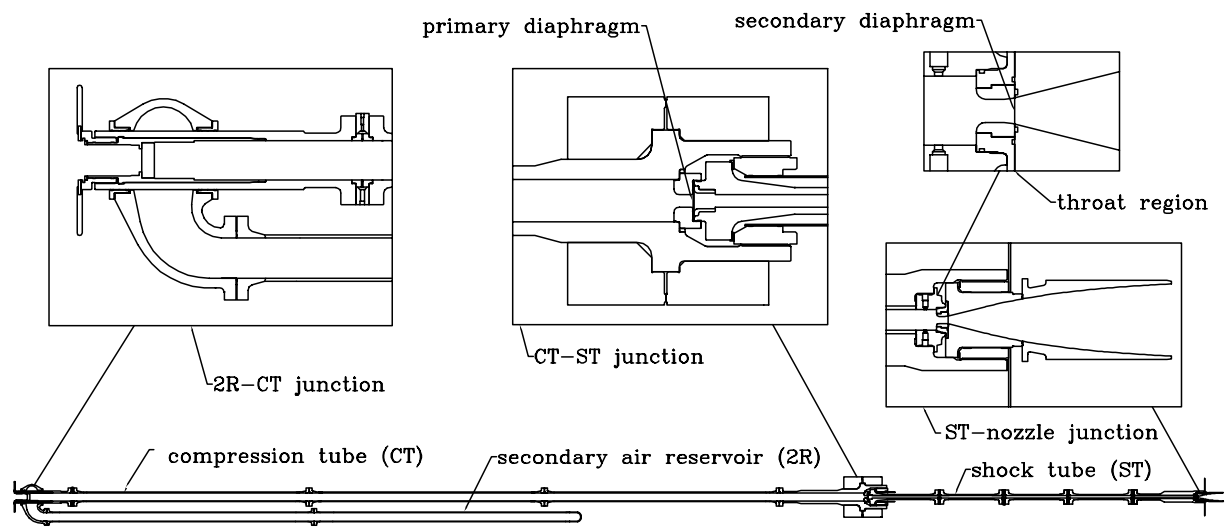 primary diaphragm
secondary diaphragm
throat region
2R-CT junction
CT-ST junction
ST-nozzle junction
compression tube (CT)
secondary air reservoir (2R)
shock tube (ST)